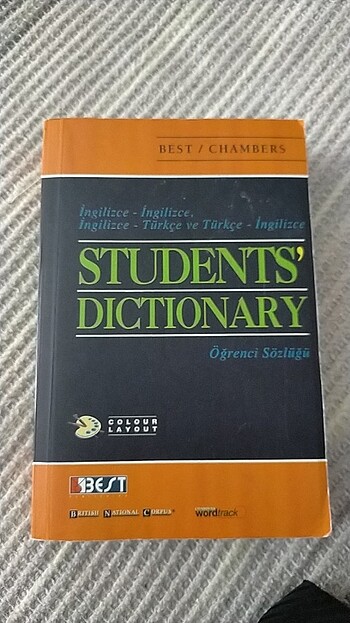 BEST / CHAMBERS
İngilizce - İngilizce,
İngilizce - Türkçe ve Türkçe - İngilizce
STUDENTS'
DICTIONARY
Öğrenci Sözlüğü
COLOUR
LAYOUT
BEST
BRITISH NATIONAL CORPUS
wordtrack